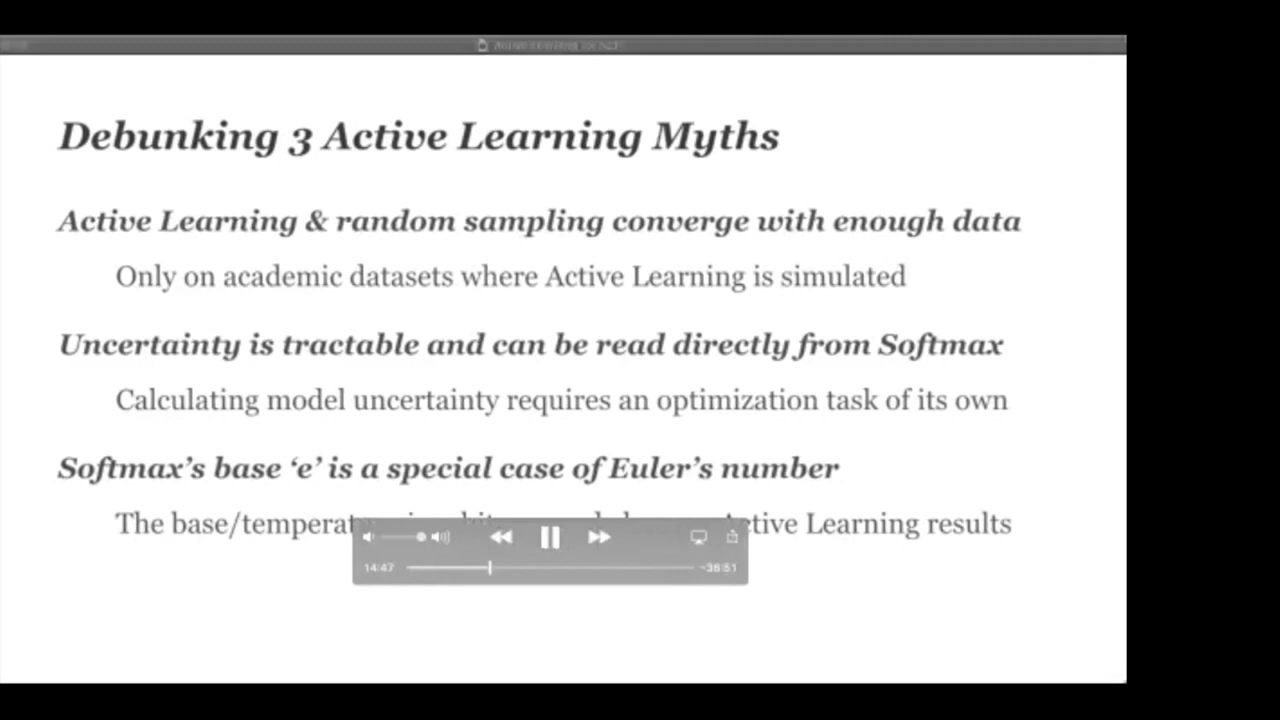 Debunking 3 Active Learning Myths
Active Learning & random sampling converge with enough data
Only on academic datasets where Active Learning is simulated
Uncertainty is tractable and can be read directly from Softmax
Calculating model uncertainty requires an optimization task of its own
Softmax’s base ‘e’ is a special case of Euler’s number
The Active Learning results
14:47
-36:51